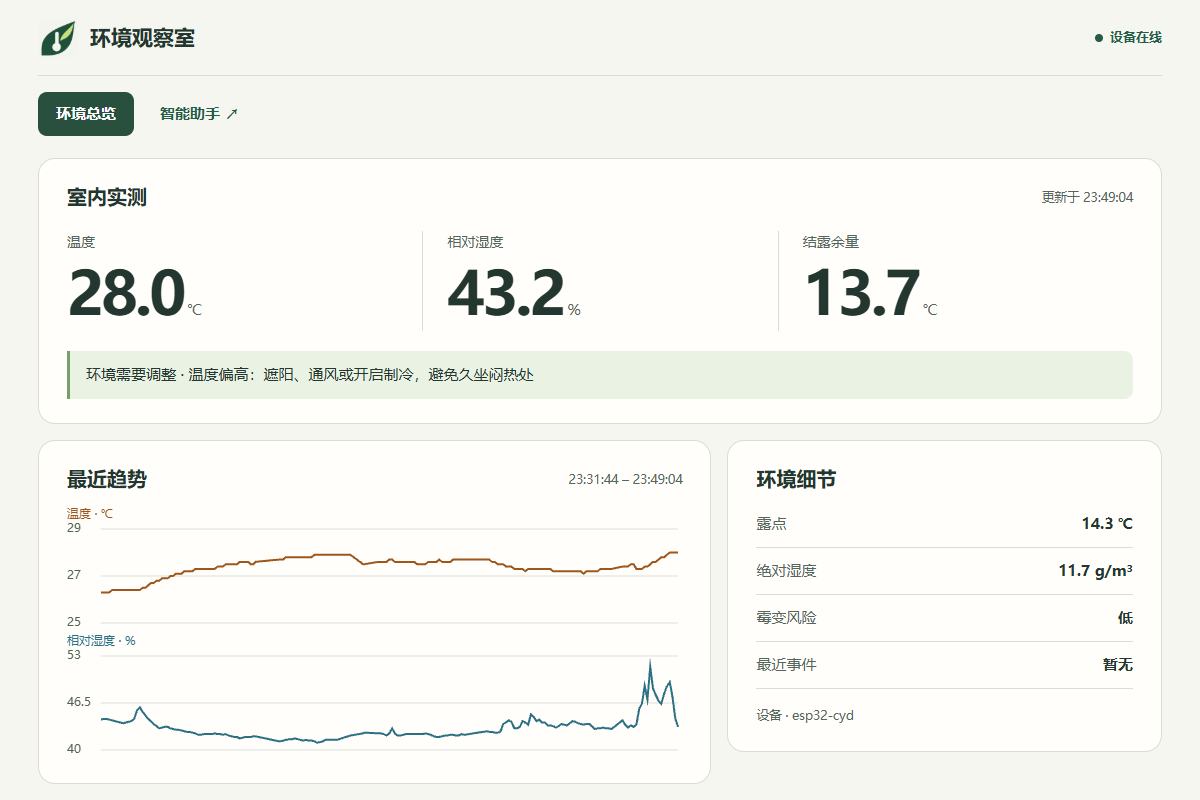 环境观察室
设备在线
环境总览
智能助手 ↗
室内实测
更新于 23:49:04
温度
28.0 ℃
相对湿度
43.2 %
结露余量
13.7 ℃
环境需要调整 · 温度偏高：遮阳、通风或开启制冷，避免久坐闷热处
最近趋势
23:31:44 – 23:49:04
温度 · ℃
29
27
25
相对湿度 · %
53
46.5
40
环境细节
露点 14.3 ℃
绝对湿度 11.7 g/m³
霉变风险 低
最近事件 暂无
设备 · esp32-cyd